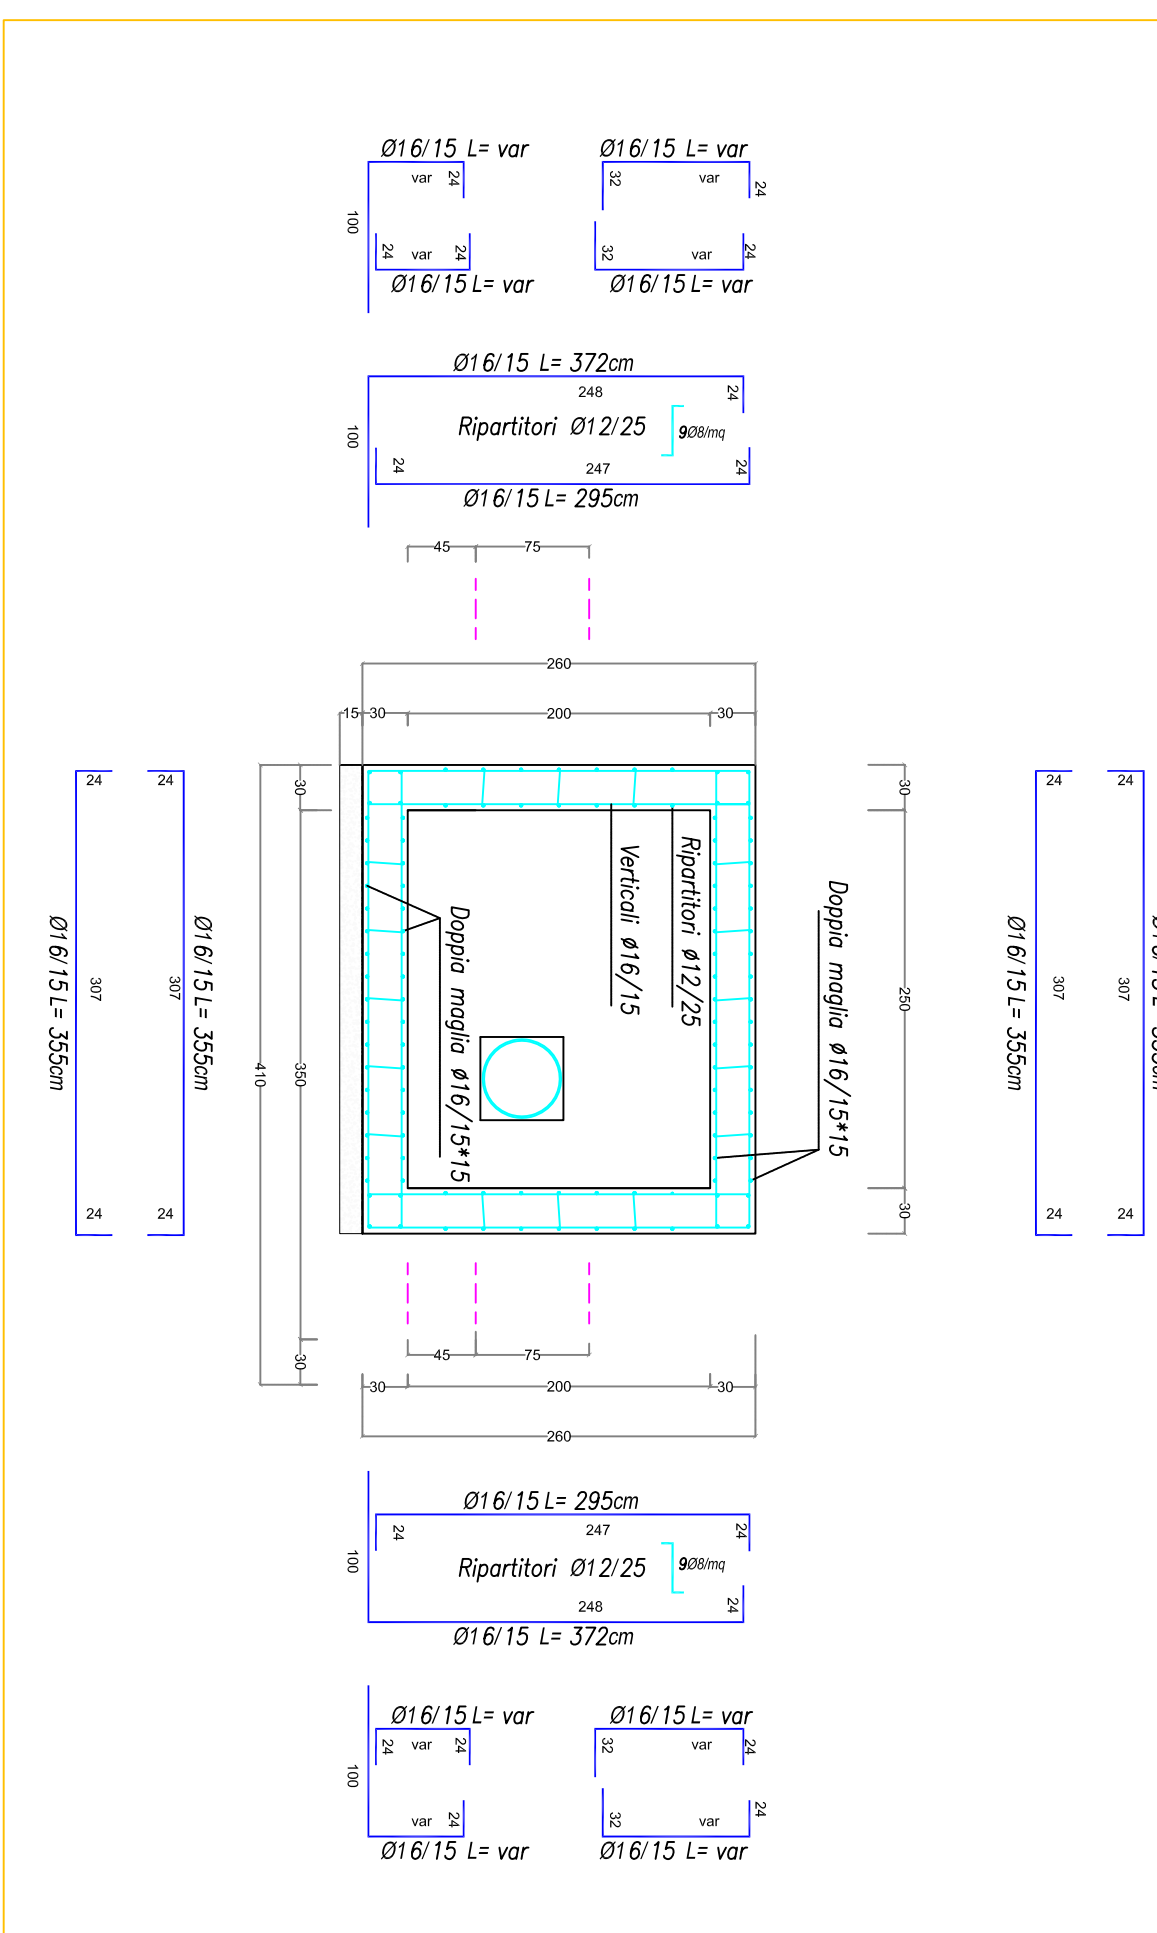 Ø16/15 L= var
Ø16/15 L= var
var
24
32
var
24
100
24
var
24
32
var
24
Ø16/15 L= var
Ø16/15 L= var
Ø16/15 L= 372cm
248
24
Ripartitori Ø12/25
9Ø8/mq
100
24
247
24
Ø16/15 L= 295cm
45
75
260
15
30
200
30
24
24
30
30
24
24
Ripartitori ø12/25
Verticali ø16/15
Doppia maglia ø16/15*15
Doppia maglia ø16/15*15
Ø16/15 L= 355cm
307
307
Ø16/15 L= 355cm
410
350
250
Ø16/15 L= 355cm
307
307
24
24
30
24
24
30
45
75
30
200
30
260
Ø16/15 L= 295cm
24
247
24
Ripartitori Ø12/25
9Ø8/mq
100
248
24
Ø16/15 L= 372cm
Ø16/15 L= var
Ø16/15 L= var
24
var
24
32
var
24
100
var
24
32
var
24
Ø16/15 L= var
Ø16/15 L= var